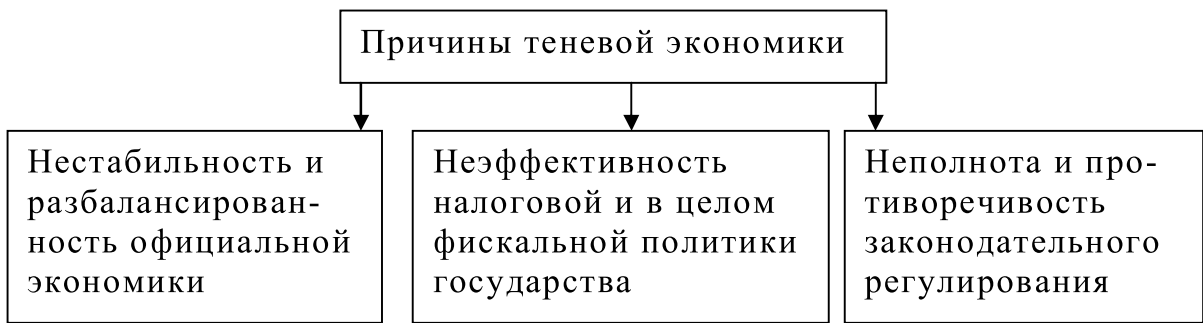 Причины теневой экономики
Нестабильность и
разбалансирован-
ность официальной
экономики
Неэффективность
налоговой и в целом
фискальной политики
государства
Неполнота и про-
тиворечивость
законодательного
регулирования